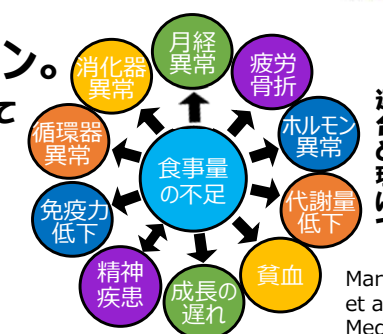 ン。
て
月経
異常
疲労
骨折
ホルモン
異常
代謝量
低下
貧血
成長の
遅れ
精神
疾患
免疫力
低下
循環器
異常
消化器
異常
食事量
の不足
Mar
et a
Med